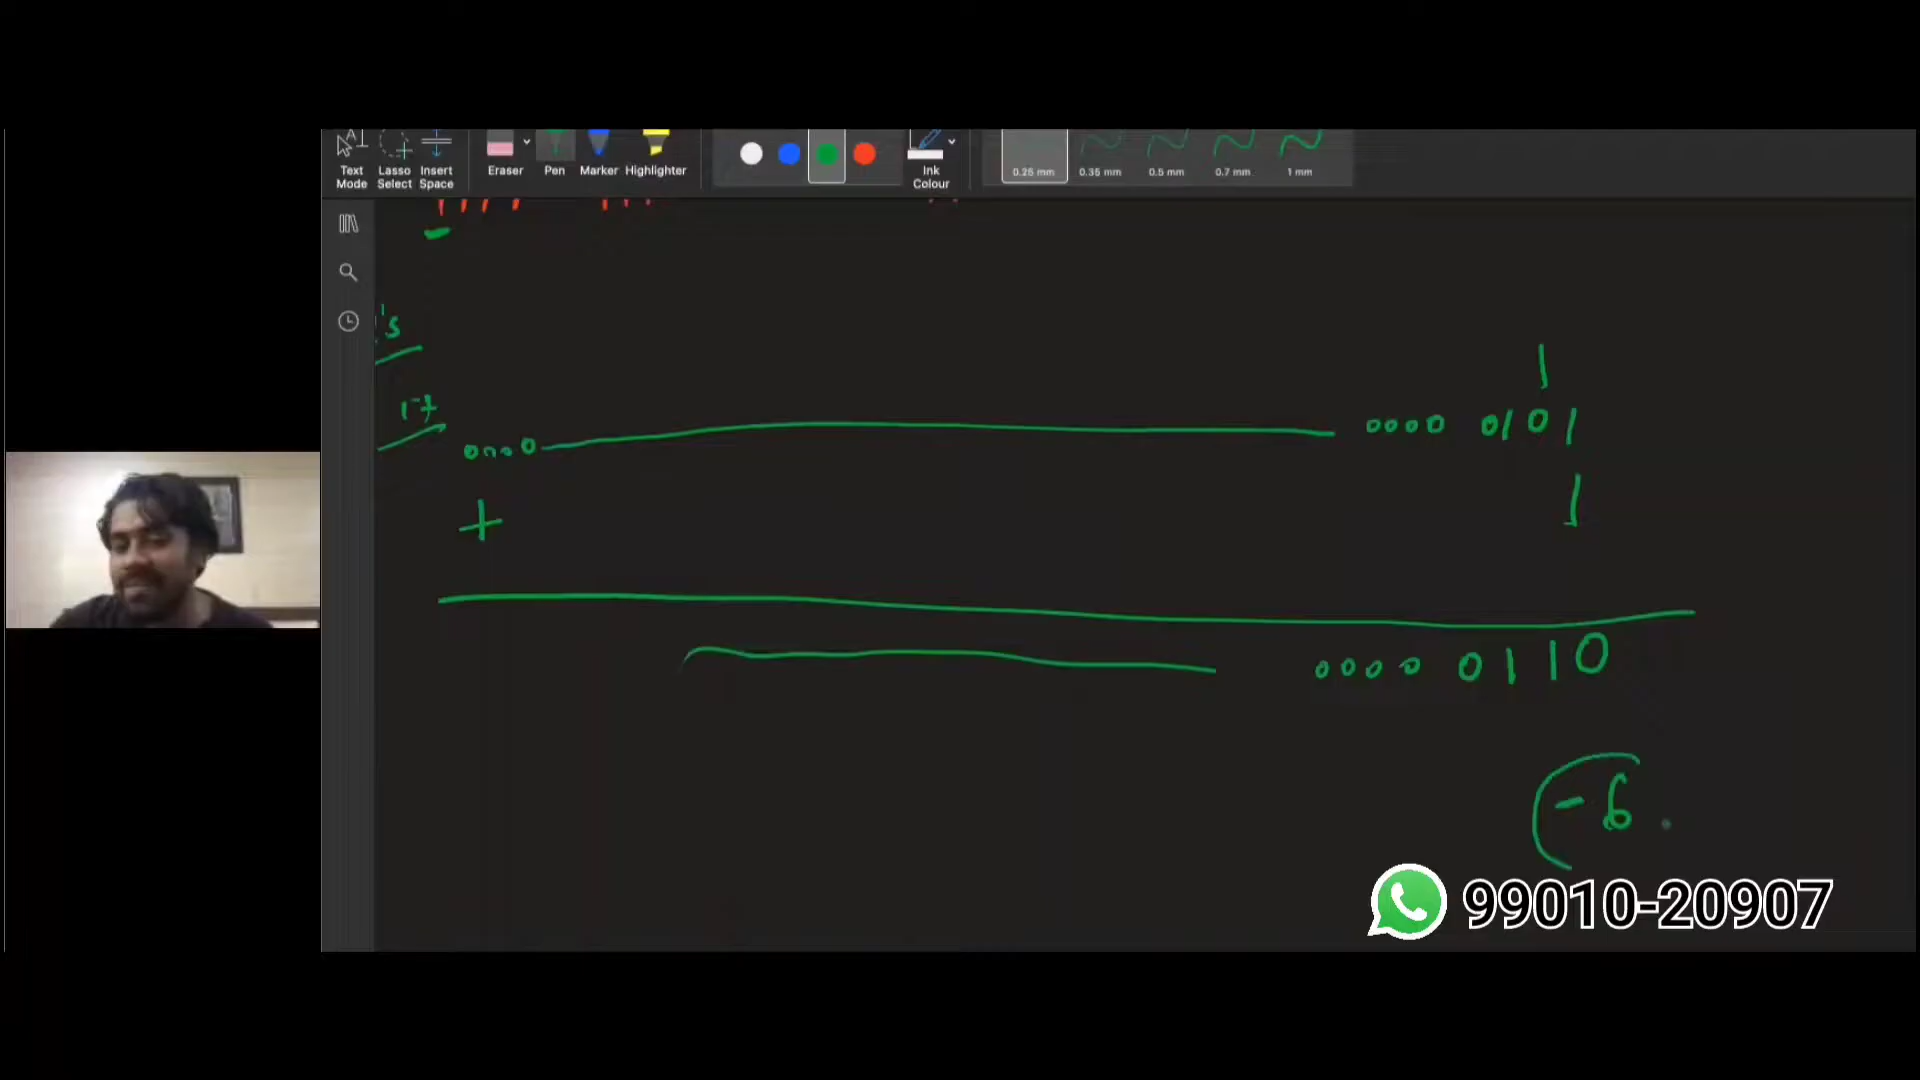 Text Mode
Lasso Select
Insert Space
Eraser
Pen
Marker
Highlighter
Ink Colour
0.25 mm
0.35 mm
0.5 mm
0.7 mm
1 mm
's
1
1+
0000 0000 0101
+ 1
0000 0110
-6
99010-20907